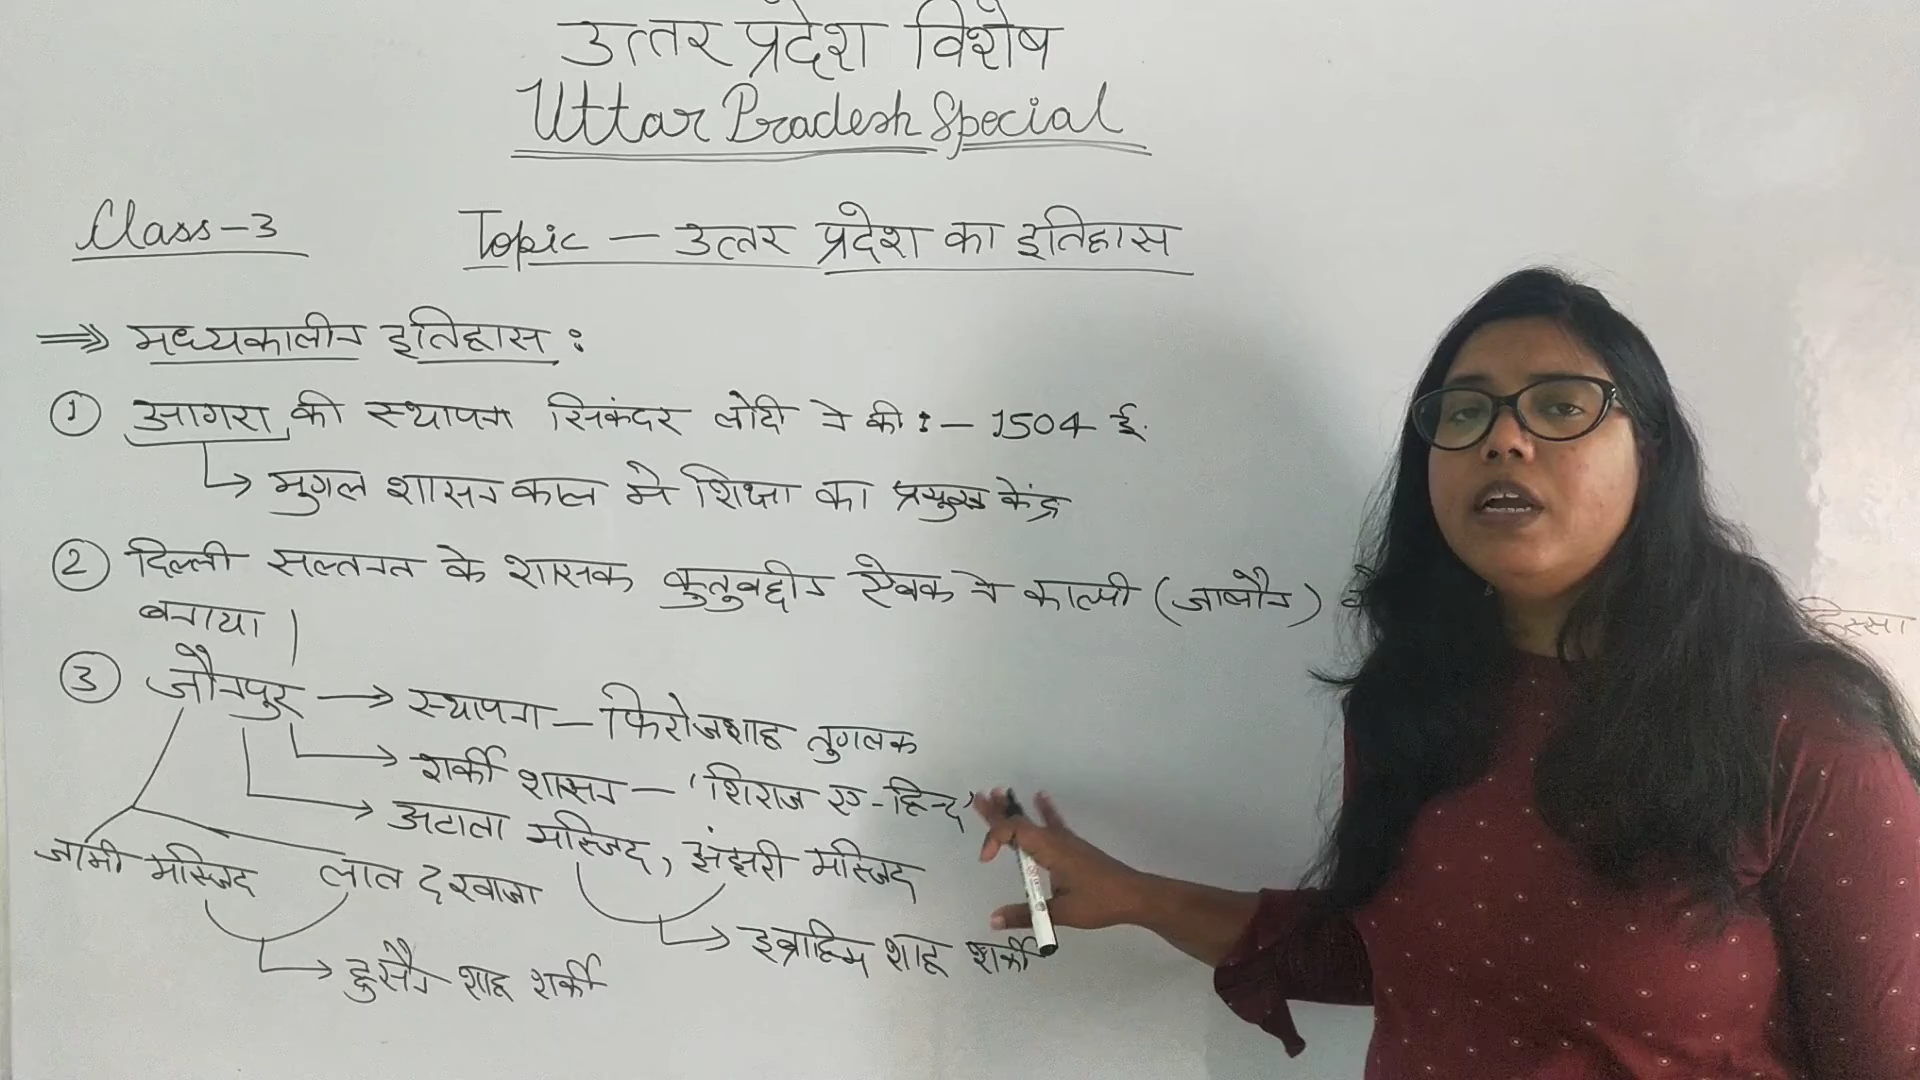 उत्तर प्रदेश विशेष
Uttar Pradesh Special
Class-3
Topic – उत्तर प्रदेश का इतिहास
⇒ मध्यकालीन इतिहास :
① आगरा की स्थापना सिकंदर लोदी ने की :– 1504 ई.
↳ मुगल शासन काल मे शिक्षा का प्रमुख केंद्र
② दिल्ली सल्तनत के शासक कुतुबद्दीन ऐबक ने काल्पी (जालौन) हिस्सा
बनाया ।
③ जौनपुर → स्थापना – फिरोजशाह तुगलक
→ शर्की शासन – 'शिराज ए-हिन्द'
→ अटाला मस्जिद, झंझरी मस्जिद
जामी मस्जिद लाल दरवाजा
→ इब्राहिम शाह शर्की
→ हुसैन शाह शर्की